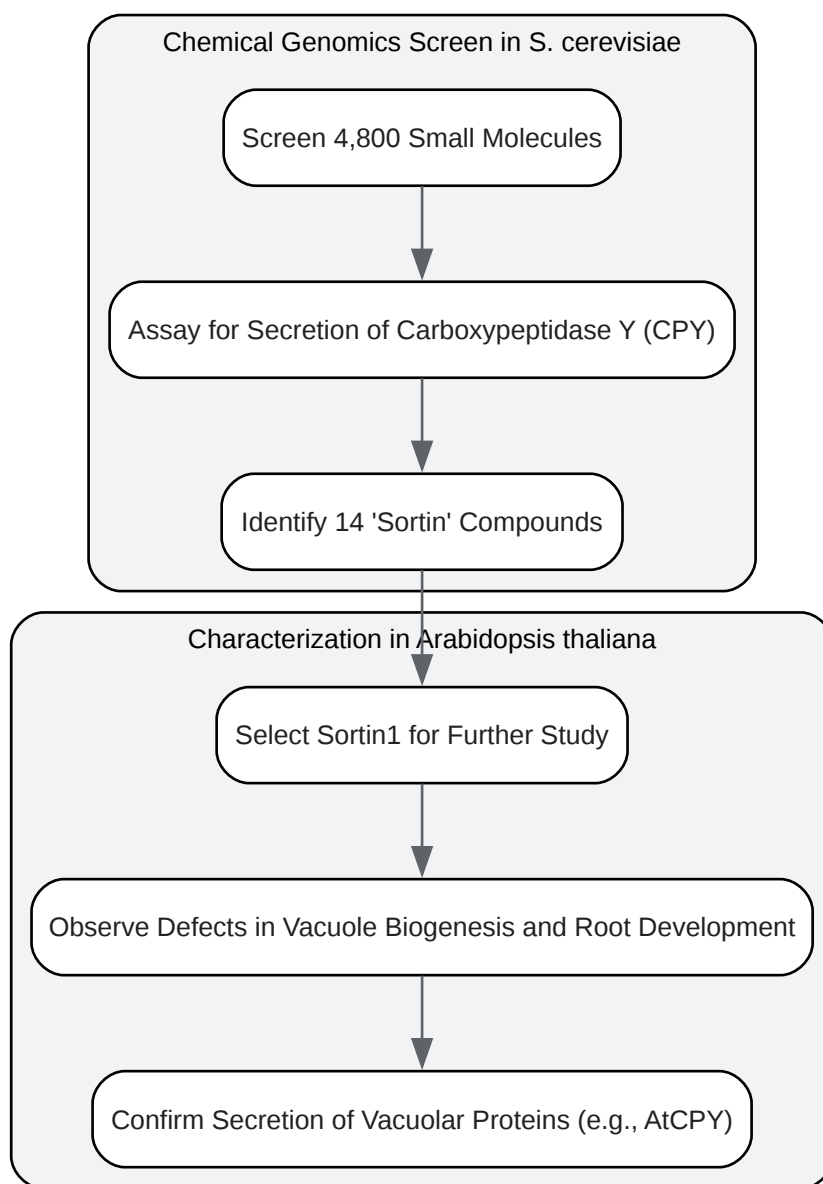 Chemical Genomics Screen in S. cerevisiae
Screen 4,800 Small Molecules
Assay for Secretion of Carboxypeptidase Y (CPY)
Identify 14 'Sortin' Compounds
Characterization in Arabidopsis thaliana
Select Sortin1 for Further Study
Observe Defects in Vacuole Biogenesis and Root Development
Confirm Secretion of Vacuolar Proteins (e.g., AtCPY)